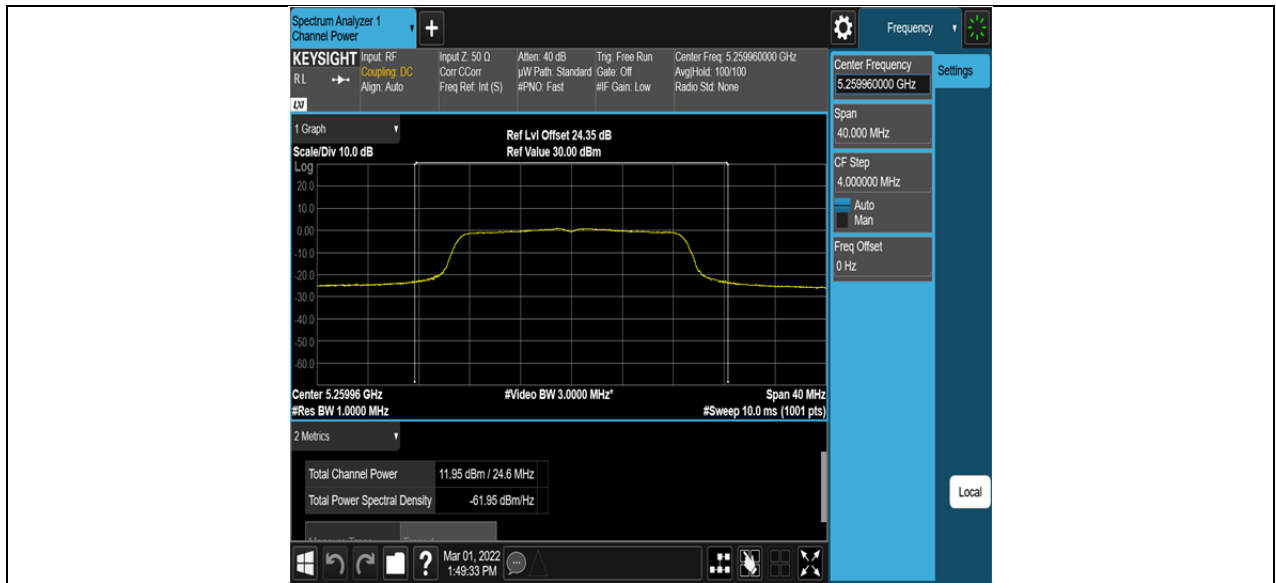 Spectrum Analyzer 1
Channel Power
+
Frequency
KEYSIGHT
RL
LXI
Input: RF
Coupling: DC
Align: Auto
Input Z: 50 Ω
Corr CCorr
Freq Ref: Int (S)
Atten: 40 dB
µW Path: Standard
#PNO: Fast
Trig: Free Run
Gate: Off
#IF Gain: Low
Center Freq: 5.259960000 GHz
Avg|Hold: 100/100
Radio Std: None
Center Frequency
5.259960000 GHz
Settings
Span
40.000 MHz
CF Step
4.000000 MHz
Auto
Man
Freq Offset
0 Hz
Local
1 Graph
Scale/Div 10.0 dB
Ref Lvl Offset 24.35 dB
Ref Value 30.00 dBm
Log
20.0
10.0
0.00
-10.0
-20.0
-30.0
-40.0
-50.0
-60.0
Center 5.25996 GHz
#Video BW 3.0000 MHz*
Span 40 MHz
#Res BW 1.0000 MHz
#Sweep 10.0 ms (1001 pts)
2 Metrics
Total Channel Power 11.95 dBm / 24.6 MHz
Total Power Spectral Density -61.95 dBm/Hz
?
Mar 01, 2022
1:49:33 PM